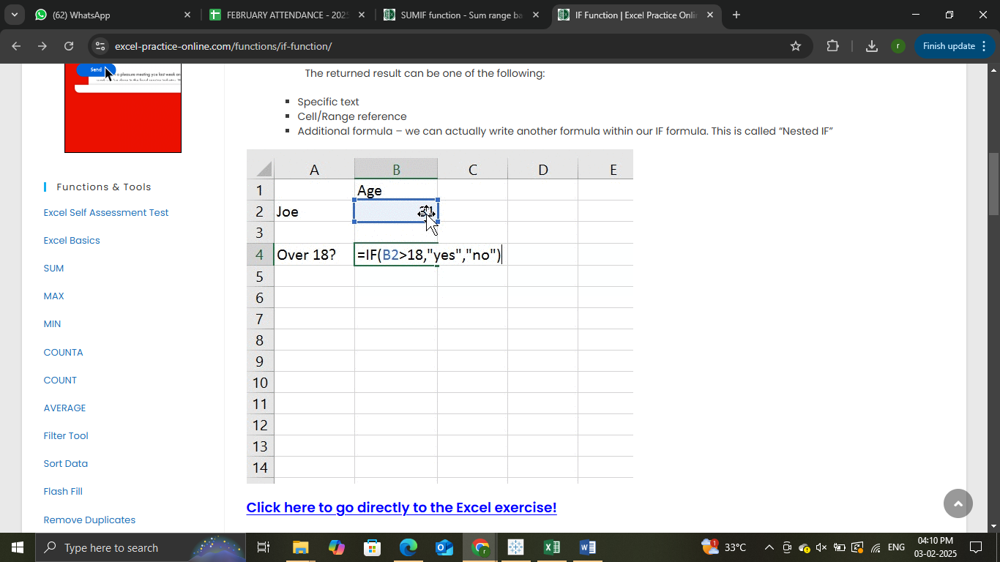 (62) WhatsApp
FEBRUARY ATTENDANCE - 202
SUMIF function - Sum range ba
IF Function | Excel Practice Onli
excel-practice-online.com/functions/if-function/
Finish update
Send
a pleasure meeting you last week an
The returned result can be one of the following:
Specific text
Cell/Range reference
Additional formula – we can actually write another formula within our IF formula. This is called “Nested IF”
Functions & Tools
Excel Self Assessment Test
Excel Basics
SUM
MAX
MIN
COUNTA
COUNT
AVERAGE
Filter Tool
Sort Data
Flash Fill
Remove Duplicates
A B C D E
1 Age
2 Joe
3
4 Over 18? =IF(B2>18,"yes","no")
5
6
7
8
9
10
11
12
13
14
Click here to go directly to the Excel exercise!
Type here to search
33°C
ENG
04:10 PM
03-02-2025